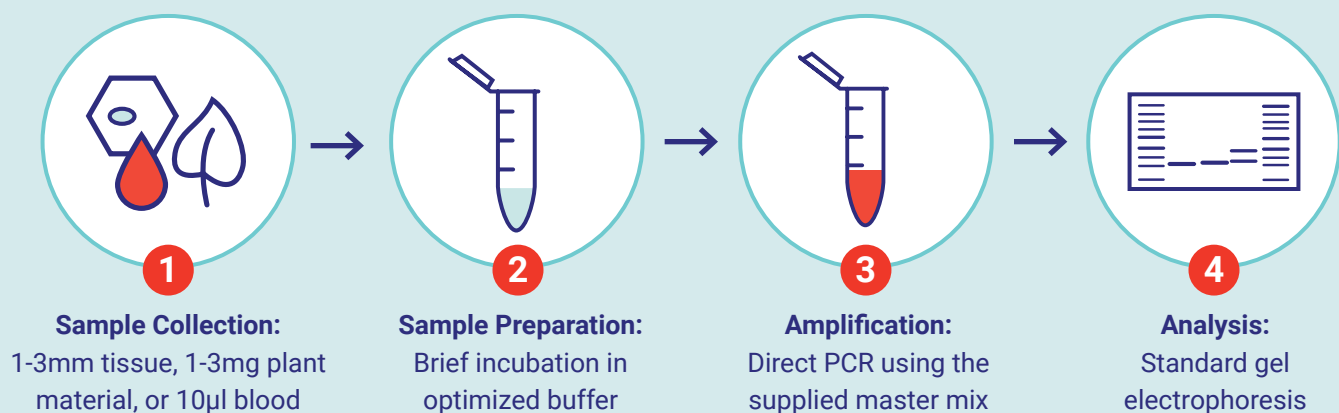 1
Sample Collection:
1-3mm tissue, 1-3mg plant
material, or 10µl blood
2
Sample Preparation:
Brief incubation in
optimized buffer
3
Amplification:
Direct PCR using the
supplied master mix
4
Analysis:
Standard gel
electrophoresis